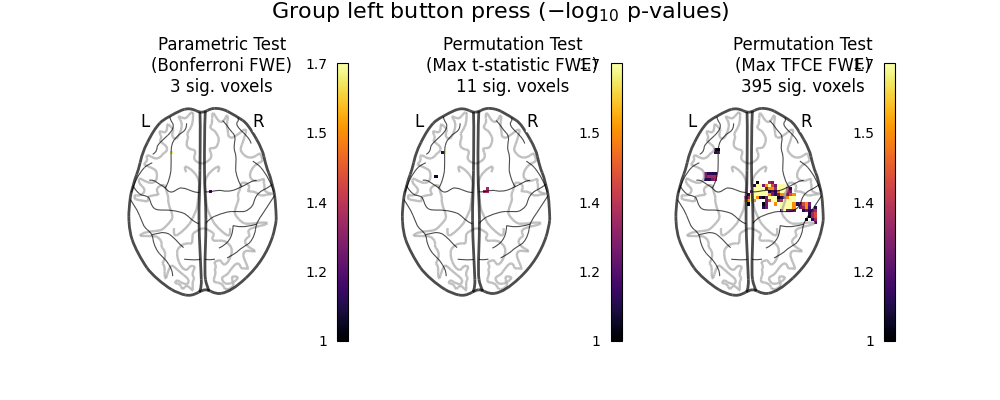 Group left button press (−log₁₀ p-values)
Parametric Test
(Bonferroni FWE)
3 sig. voxels
L
R
1.7
1.5
1.4
1.2
1
Permutation Test
(Max t-statistic FWE)
11 sig. voxels
L
R
1.7
1.5
1.4
1.2
1
Permutation Test
(Max TFCE FWE)
395 sig. voxels
L
R
1.7
1.5
1.4
1.2
1